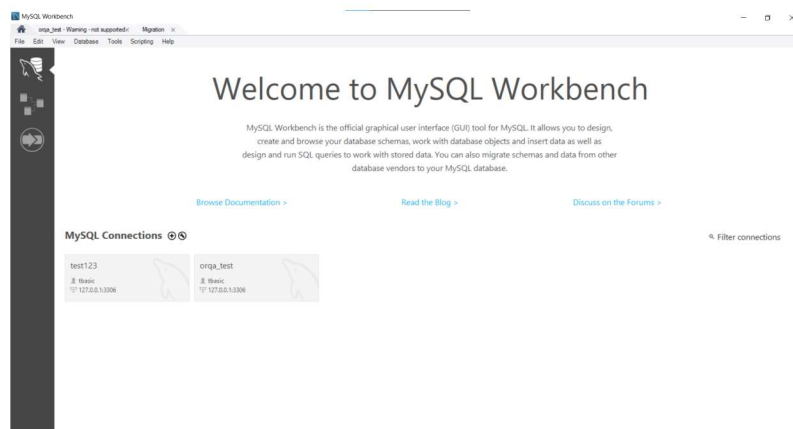 MySQL Workbench
orqa_test - Warning - not supported
Migration
File Edit View Database Tools Scripting Help
Welcome to MySQL Workbench
MySQL Workbench is the official graphical user interface (GUI) tool for MySQL. It allows you to design,
create and browse your database schemas, work with database objects and insert data as well as
design and run SQL queries to work with stored data. You can also migrate schemas and data from other
database vendors to your MySQL database.
Browse Documentation > Read the Blog > Discuss on the Forums >
MySQL Connections
Filter connections
test123
tbasic
127.0.0.1:3306
orqa_test
tbasic
127.0.0.1:3306